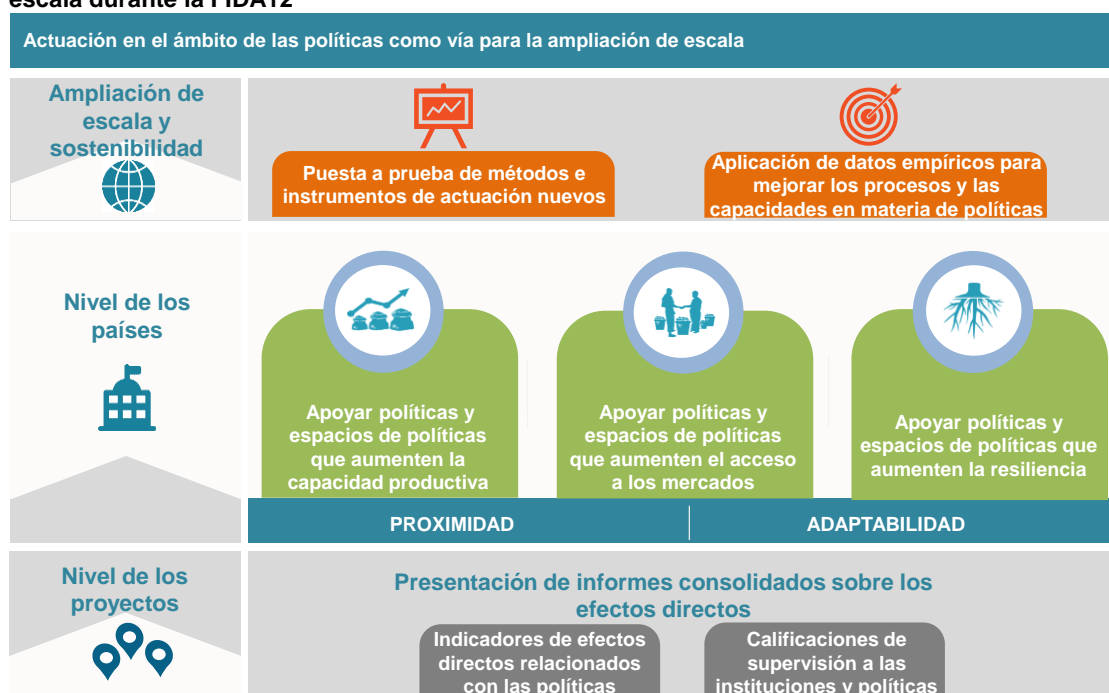 escala durante la FIDA12
Actuación en el ámbito de las políticas como vía para la ampliación de escala
Ampliación de
escala y
sostenibilidad
Puesta a prueba de métodos e
instrumentos de actuación nuevos
Aplicación de datos empíricos para
mejorar los procesos y las
capacidades en materia de políticas
Nivel de los
países
Apoyar políticas y
espacios de políticas
que aumenten la
capacidad productiva
Apoyar políticas y
espacios de políticas
que aumenten el acceso
a los mercados
Apoyar políticas y
espacios de políticas que
aumenten la resiliencia
PROXIMIDAD
ADAPTABILIDAD
Nivel de los
proyectos
Presentación de informes consolidados sobre los
efectos directos
Indicadores de efectos
directos relacionados
con las políticas
Calificaciones de
supervisión a las
instituciones y políticas